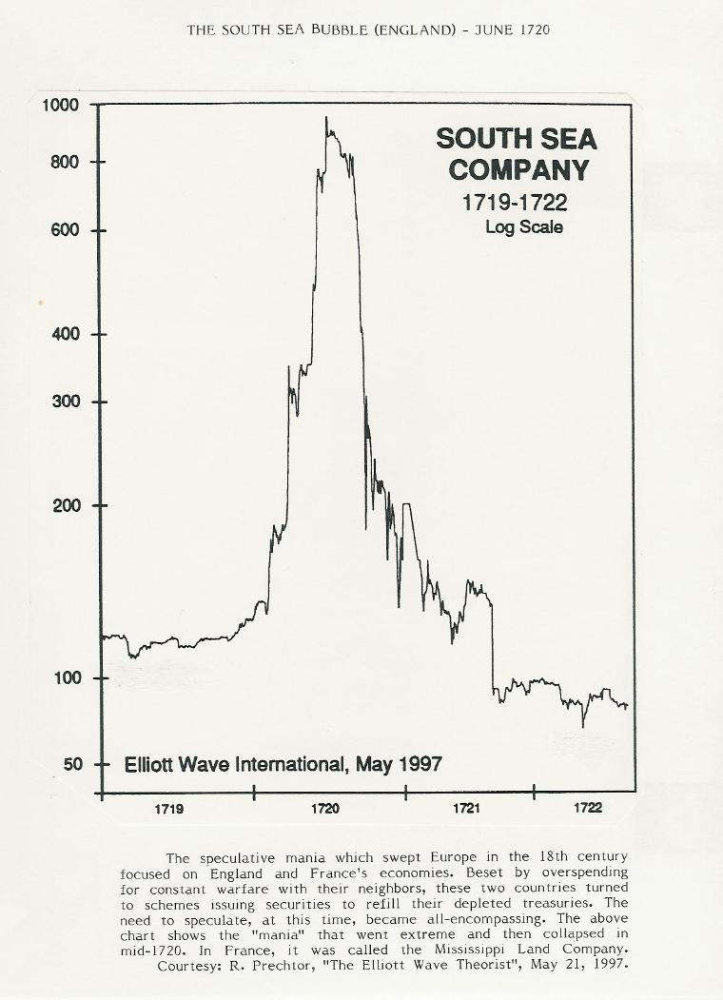 THE SOUTH SEA BUBBLE (ENGLAND) - JUNE 1720
SOUTH SEA
COMPANY
1719-1722
Log Scale
1000
800
600
400
300
200
100
50
Elliott Wave International, May 1997
1719
1720
1721
1722
The speculative mania which swept Europe in the 18th century
focused on England and France's economies. Beset by overspending
for constant warfare with their neighbors, these two countries turned
to schemes issuing securities to refill their depleted treasuries. The
need to speculate, at this time, became all-encompassing. The above
chart shows the "mania" that went extreme and then collapsed in
mid-1720. In France, it was called the Mississippi Land Company.
Courtesy: R. Prechtor, "The Elliott Wave Theorist", May 21, 1997.